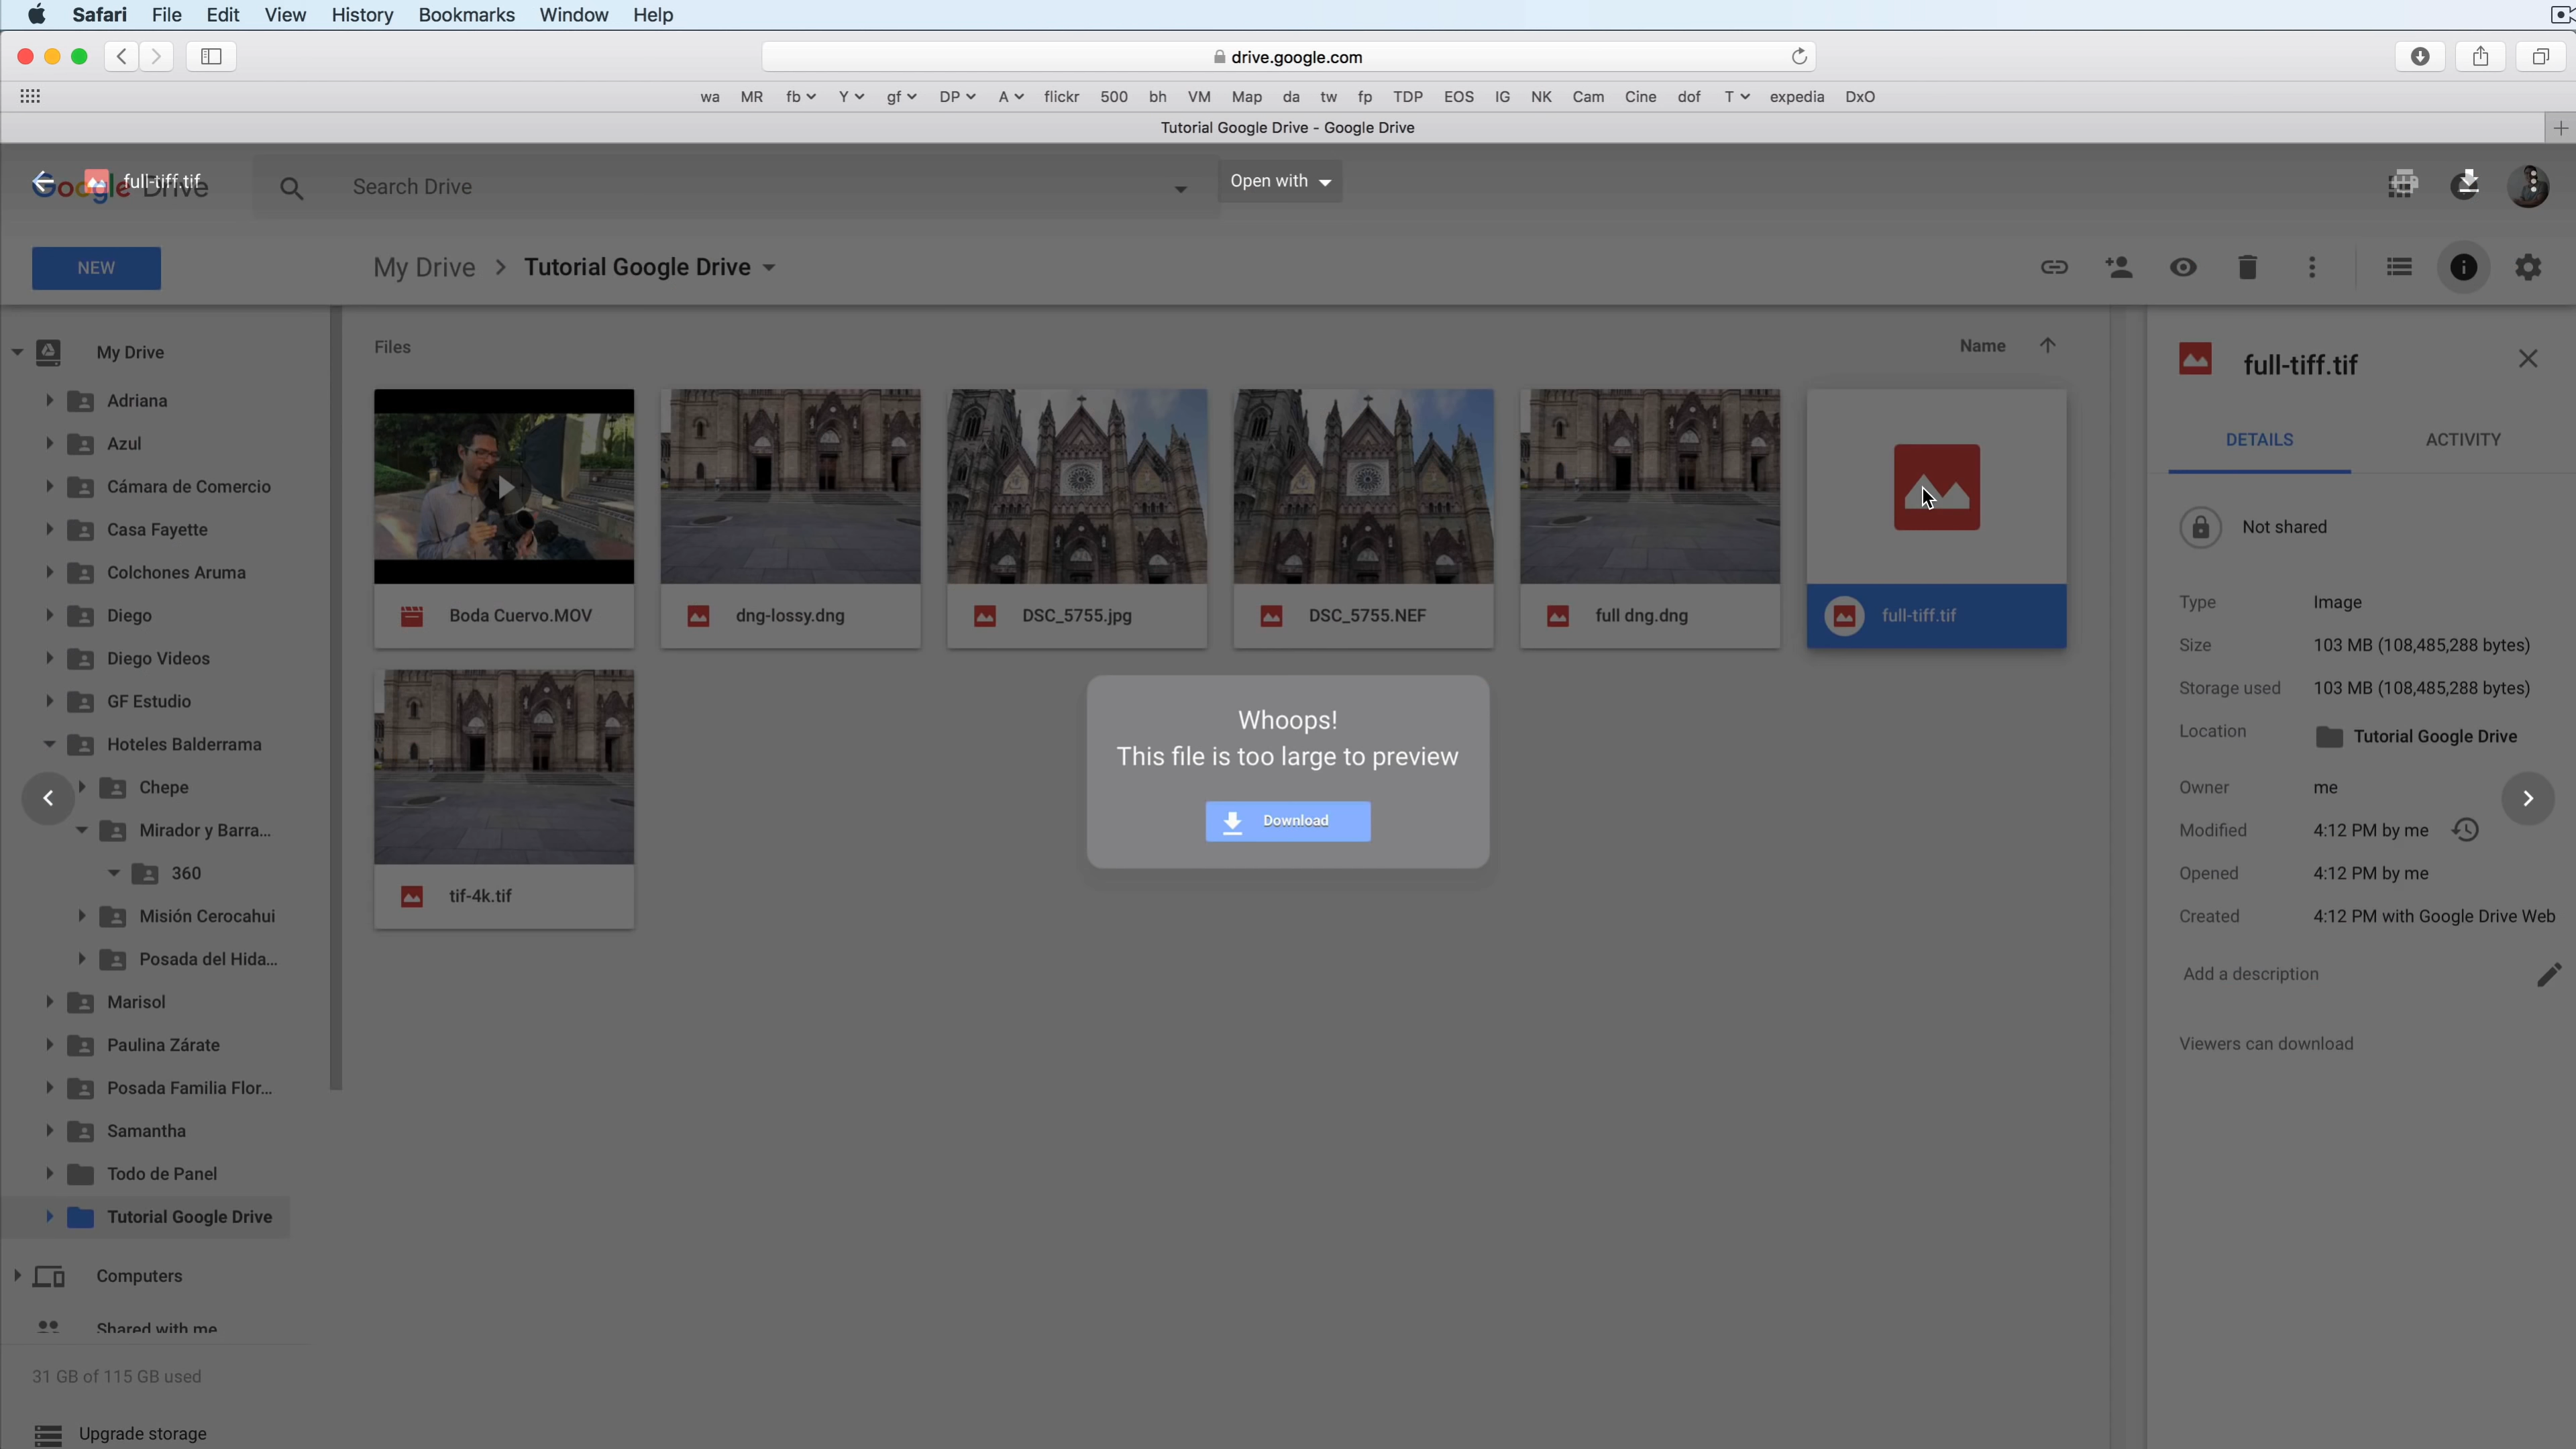 Safari File Edit View History Bookmarks Window Help
drive.google.com
wa MR fb Y gf DP A flickr 500 bh VM Map da tw fp TDP EOS IG NK Cam Cine dof T expedia DxO
Tutorial Google Drive - Google Drive
Google Drive
full-tiff.tif
Search Drive
Open with
NEW
My Drive > Tutorial Google Drive
My Drive
Adriana
Azul
Cámara de Comercio
Casa Fayette
Colchones Aruma
Diego
Diego Videos
GF Estudio
Hoteles Balderrama
Chepe
Mirador y Barra...
360
Misión Cerocahui
Posada del Hida...
Marisol
Paulina Zárate
Posada Familia Flor...
Samantha
Todo de Panel
Tutorial Google Drive
Computers
Shared with me
31 GB of 115 GB used
Upgrade storage
Files
Name
Boda Cuervo.MOV
dng-lossy.dng
DSC_5755.jpg
DSC_5755.NEF
full dng.dng
full-tiff.tif
tif-4k.tif
Whoops!
This file is too large to preview
Download
full-tiff.tif
DETAILS ACTIVITY
Not shared
Type Image
Size 103 MB (108,485,288 bytes)
Storage used 103 MB (108,485,288 bytes)
Location Tutorial Google Drive
Owner me
Modified 4:12 PM by me
Opened 4:12 PM by me
Created 4:12 PM with Google Drive Web
Add a description
Viewers can download